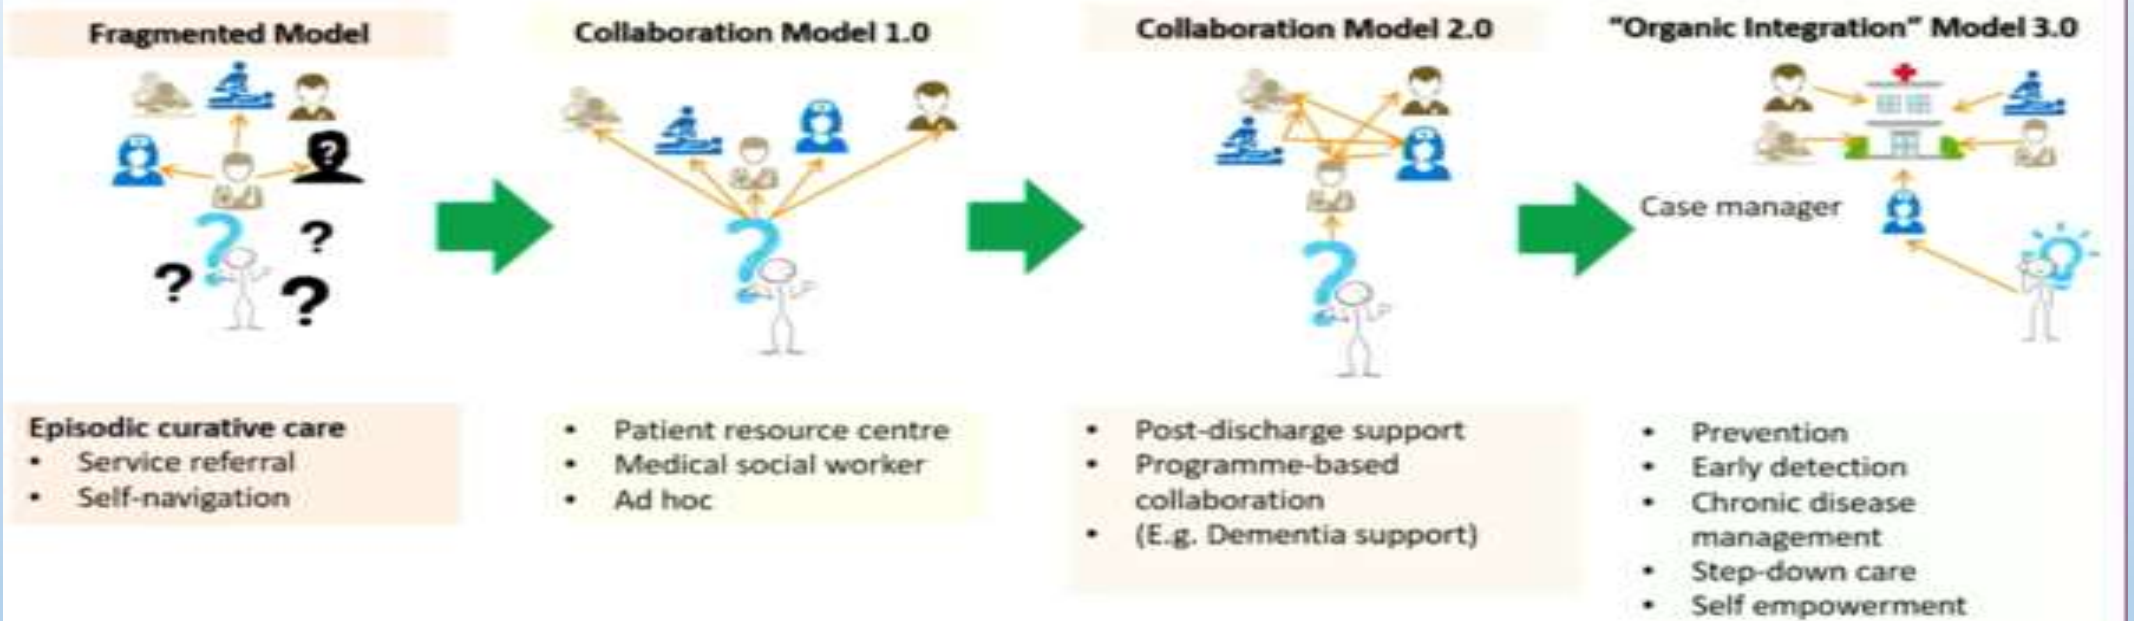 Fragmented Model
Collaboration Model 1.0
Collaboration Model 2.0
"Organic Integration" Model 3.0
?
?
?
?
?
?
?
Case manager
Episodic curative care
• Service referral
• Self-navigation
• Patient resource centre
• Medical social worker
• Ad hoc
• Post-discharge support
• Programme-based
collaboration
• (E.g. Dementia support)
• Prevention
• Early detection
• Chronic disease
management
• Step-down care
• Self empowerment